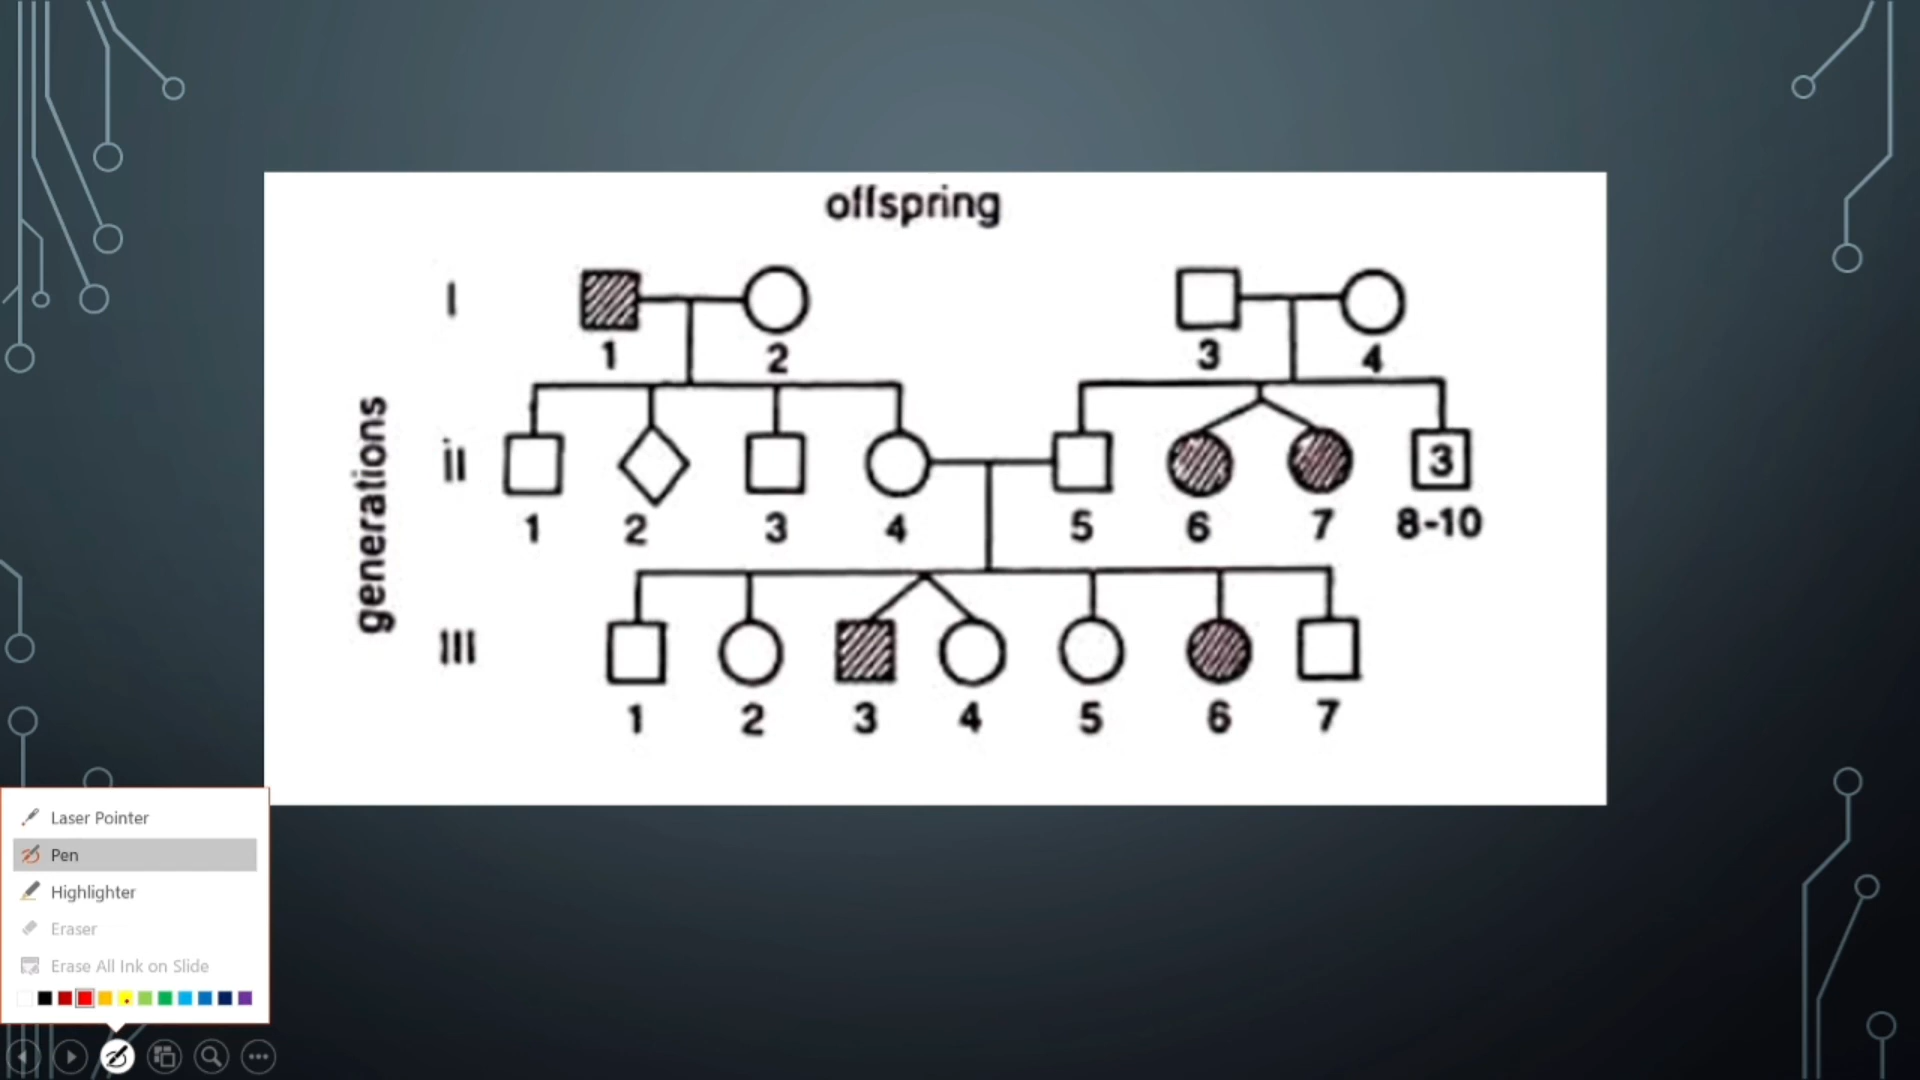 offspring
I
1 2 3 4
generations
ii
3
1 2 3 4 5 6 7 8-10
III
1 2 3 4 5 6 7
Laser Pointer
Pen
Highlighter
Eraser
Erase All Ink on Slide